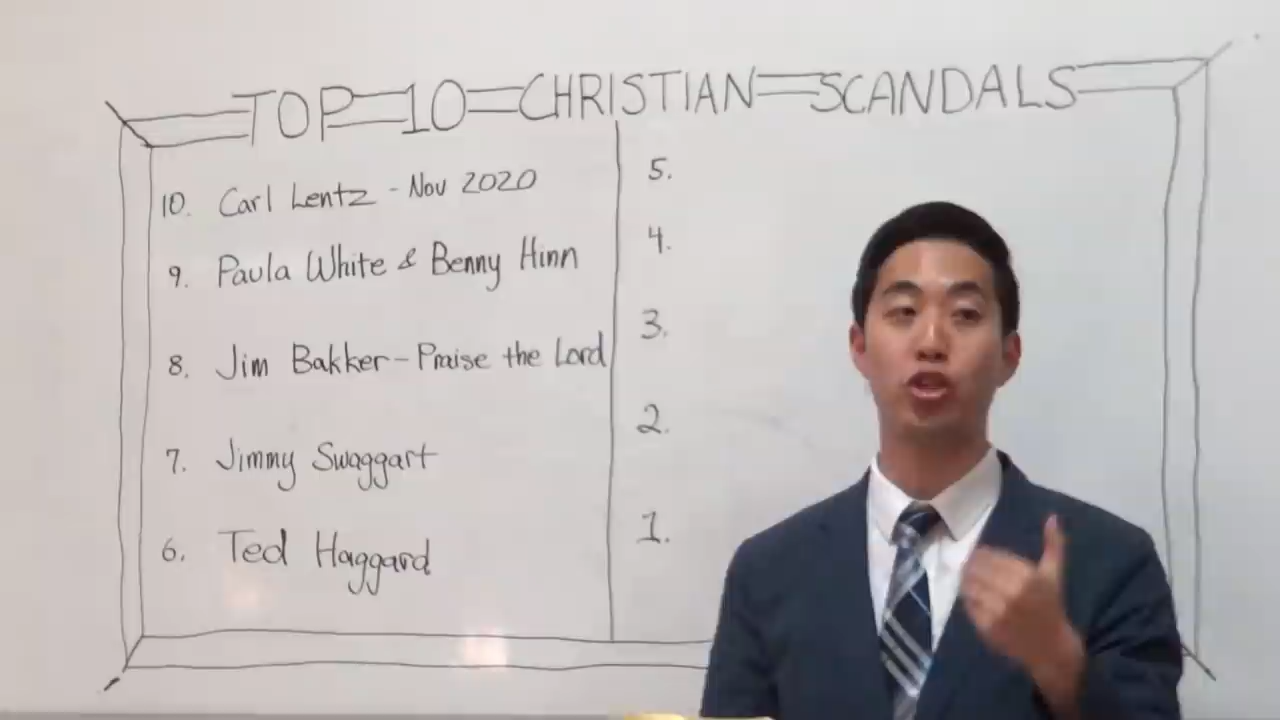 TOP 10 CHRISTIAN SCANDALS
10. Carl Lentz - Nov 2020
9. Paula White & Benny Hinn
8. Jim Bakker - Praise the Lord
7. Jimmy Swaggart
6. Ted Haggard
5.
4.
3.
2.
1.